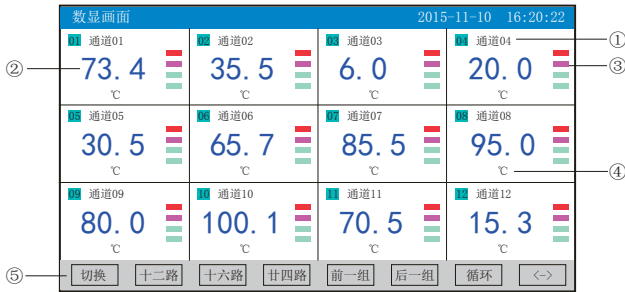 数显画面 2015-11-10 16:20:22
01 通道01 02 通道02 03 通道03 04 通道04 ①
② 73.4 35.5 6.0 20.0 ③
℃ ℃ ℃ ℃
05 通道05 06 通道06 07 通道07 08 通道08
30.5 65.7 85.5 95.0
℃ ℃ ℃ ℃ ④
09 通道09 10 通道10 11 通道11 12 通道12
80.0 100.1 70.5 15.3
℃ ℃ ℃ ℃
⑤ 切换 十二路 十六路 廿四路 前一组 后一组 循环 <->